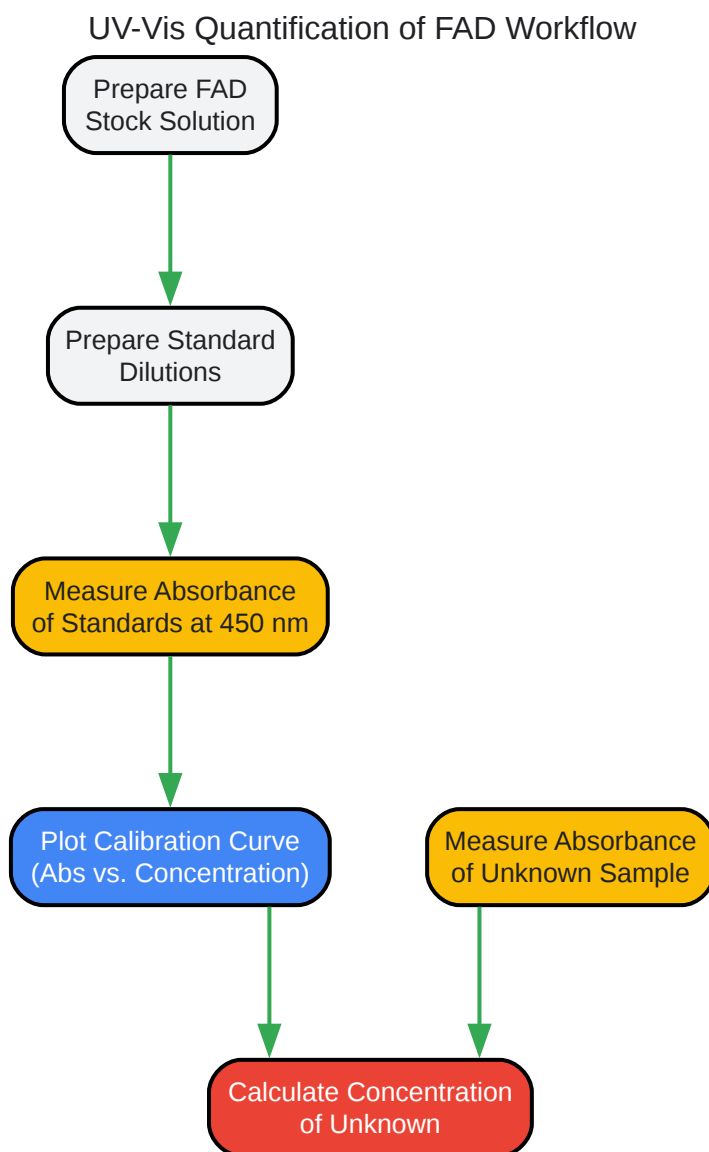 UV-Vis Quantification of FAD Workflow
Prepare FAD
Stock Solution
Prepare Standard
Dilutions
Measure Absorbance
of Standards at 450 nm
Plot Calibration Curve
(Abs vs. Concentration)
Measure Absorbance
of Unknown Sample
Calculate Concentration
of Unknown